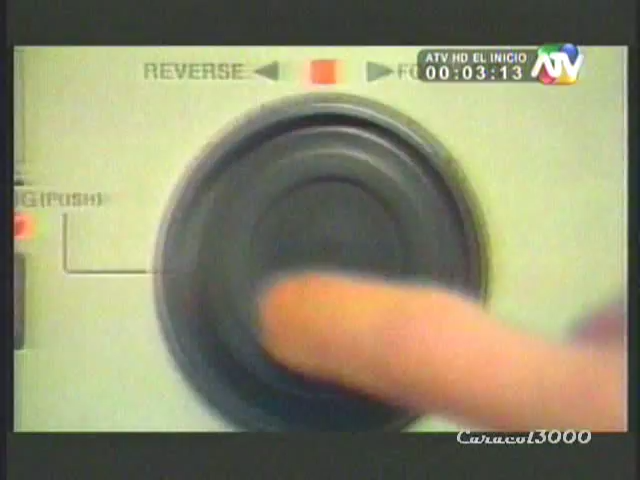 REVERSE
ATV HD EL INICIO
00:03:13
ATV
(PUSH)
Caracol3000